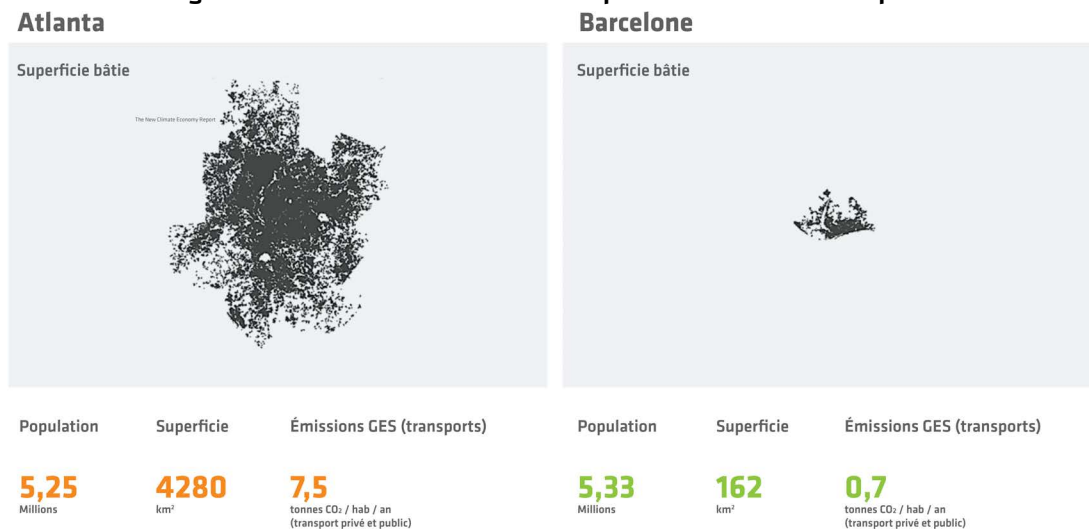 Atlanta
Superficie bâtie
The New Climate Economy Report
Population
Superficie
Émissions GES (transports)
5,25
Millions
4280
km²
7,5
tonnes CO₂ / hab / an
(transport privé et public)
Barcelone
Superficie bâtie
Population
Superficie
Émissions GES (transports)
5,33
Millions
162
km²
0,7
tonnes CO₂ / hab / an
(transport privé et public)